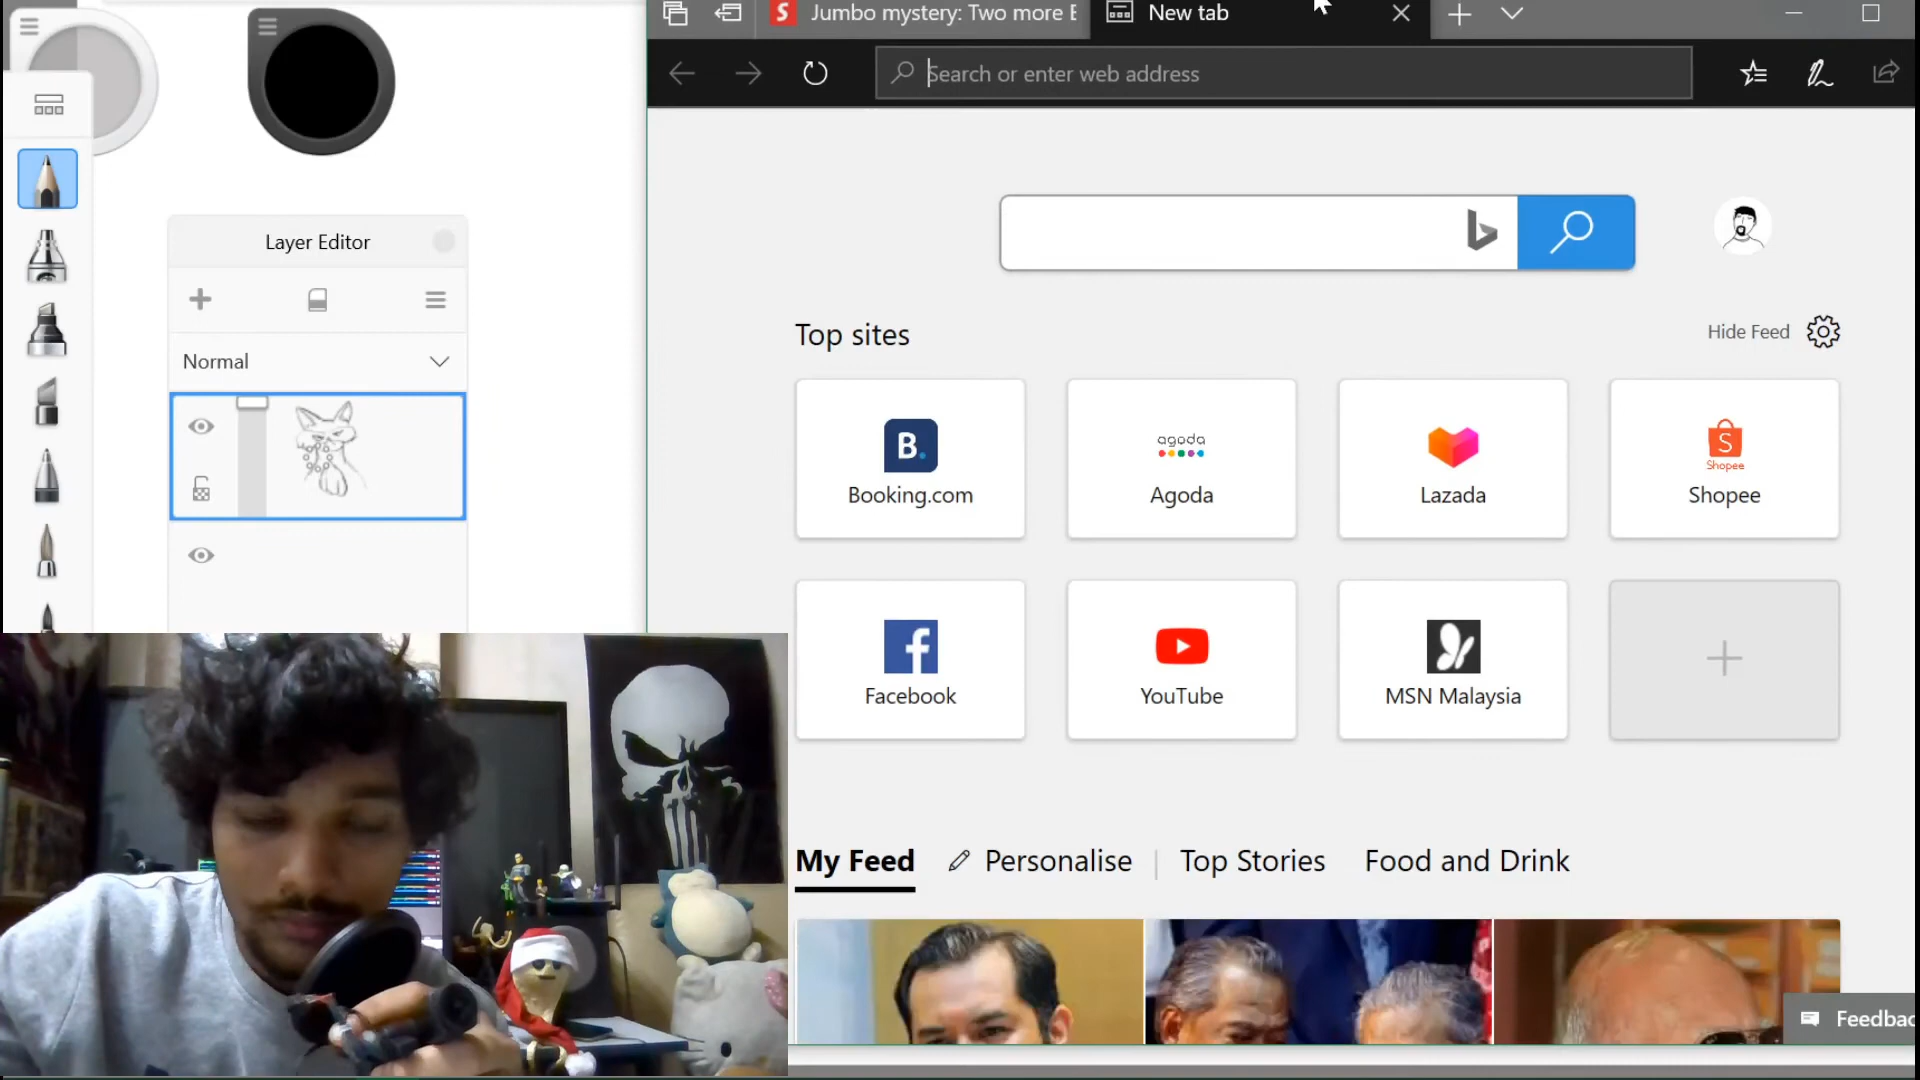 Jumbo mystery: Two more E
New tab
Search or enter web address
Layer Editor
Normal
Top sites
Hide Feed
B.
Booking.com
agoda
Agoda
Lazada
S
Shopee
Shopee
Facebook
YouTube
MSN Malaysia
My Feed
Personalise
Top Stories
Food and Drink
Feedbac